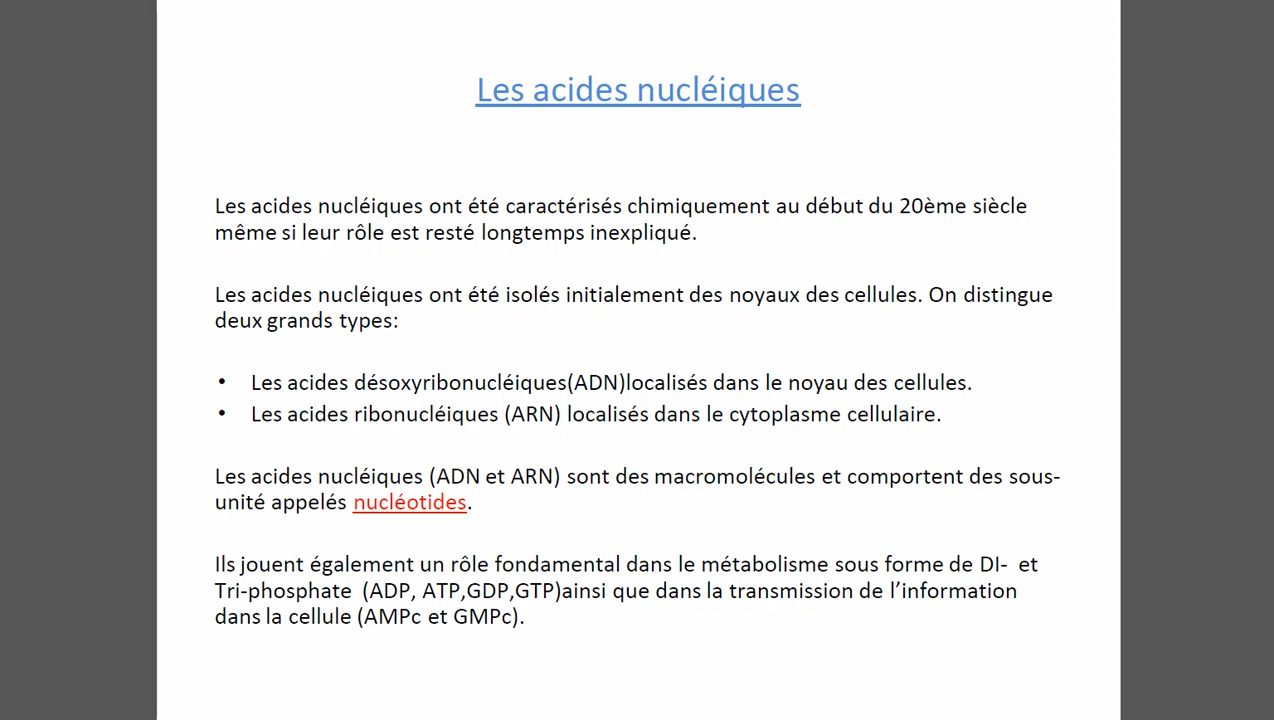 Les acides nucléiques
Les acides nucléiques ont été caractérisés chimiquement au début du 20ème siècle
même si leur rôle est resté longtemps inexpliqué.
Les acides nucléiques ont été isolés initialement des noyaux des cellules. On distingue
deux grands types:
• Les acides désoxyribonucléiques(ADN)localisés dans le noyau des cellules.
• Les acides ribonucléiques (ARN) localisés dans le cytoplasme cellulaire.
Les acides nucléiques (ADN et ARN) sont des macromolécules et comportent des sous-
unité appelés nucléotides.
Ils jouent également un rôle fondamental dans le métabolisme sous forme de DI- et
Tri-phosphate (ADP, ATP,GDP,GTP)ainsi que dans la transmission de l’information
dans la cellule (AMPc et GMPc).